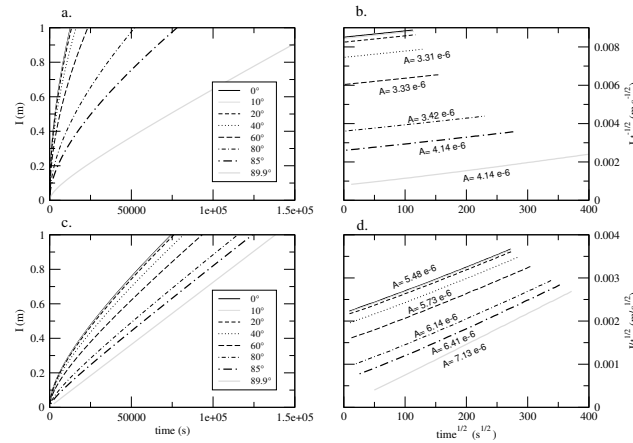 a.
1
0.8
0.6
0.4
0.2
0
I (m)
0
50000
1e+05
1.5e+05
0°
10°
20°
40°
60°
80°
85°
89.9°
b.
0.008
0.006
0.004
0.002
0
0
100
200
300
400
A= 3.31 e-6
A= 3.33 e-6
A= 3.42 e-6
A= 4.14 e-6
A= 4.14 e-6
c.
1
0.8
0.6
0.4
0.2
0
I (m)
0
50000
1e+05
1.5e+05
time (s)
0°
10°
20°
40°
60°
80°
85°
89.9°
d.
0.004
0.003
0.002
0.001
0
0
100
200
300
400
time^1/2 (s^1/2)
A= 5.48 e-6
A= 5.73 e-6
A= 6.14 e-6
A= 6.41 e-6
A= 7.13 e-6